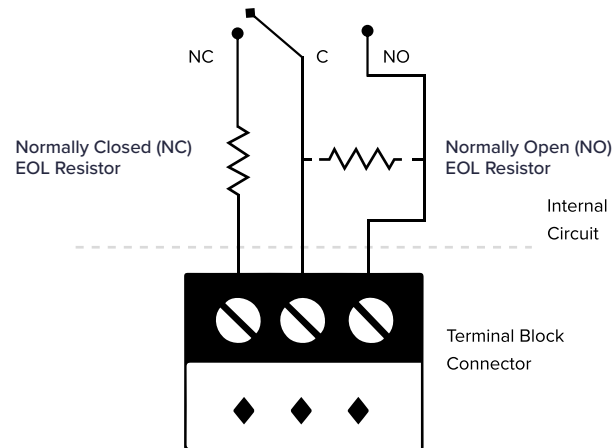 NC
C
NO
Normally Closed (NC)
EOL Resistor
Normally Open (NO)
EOL Resistor
Internal
Circuit
Terminal Block
Connector